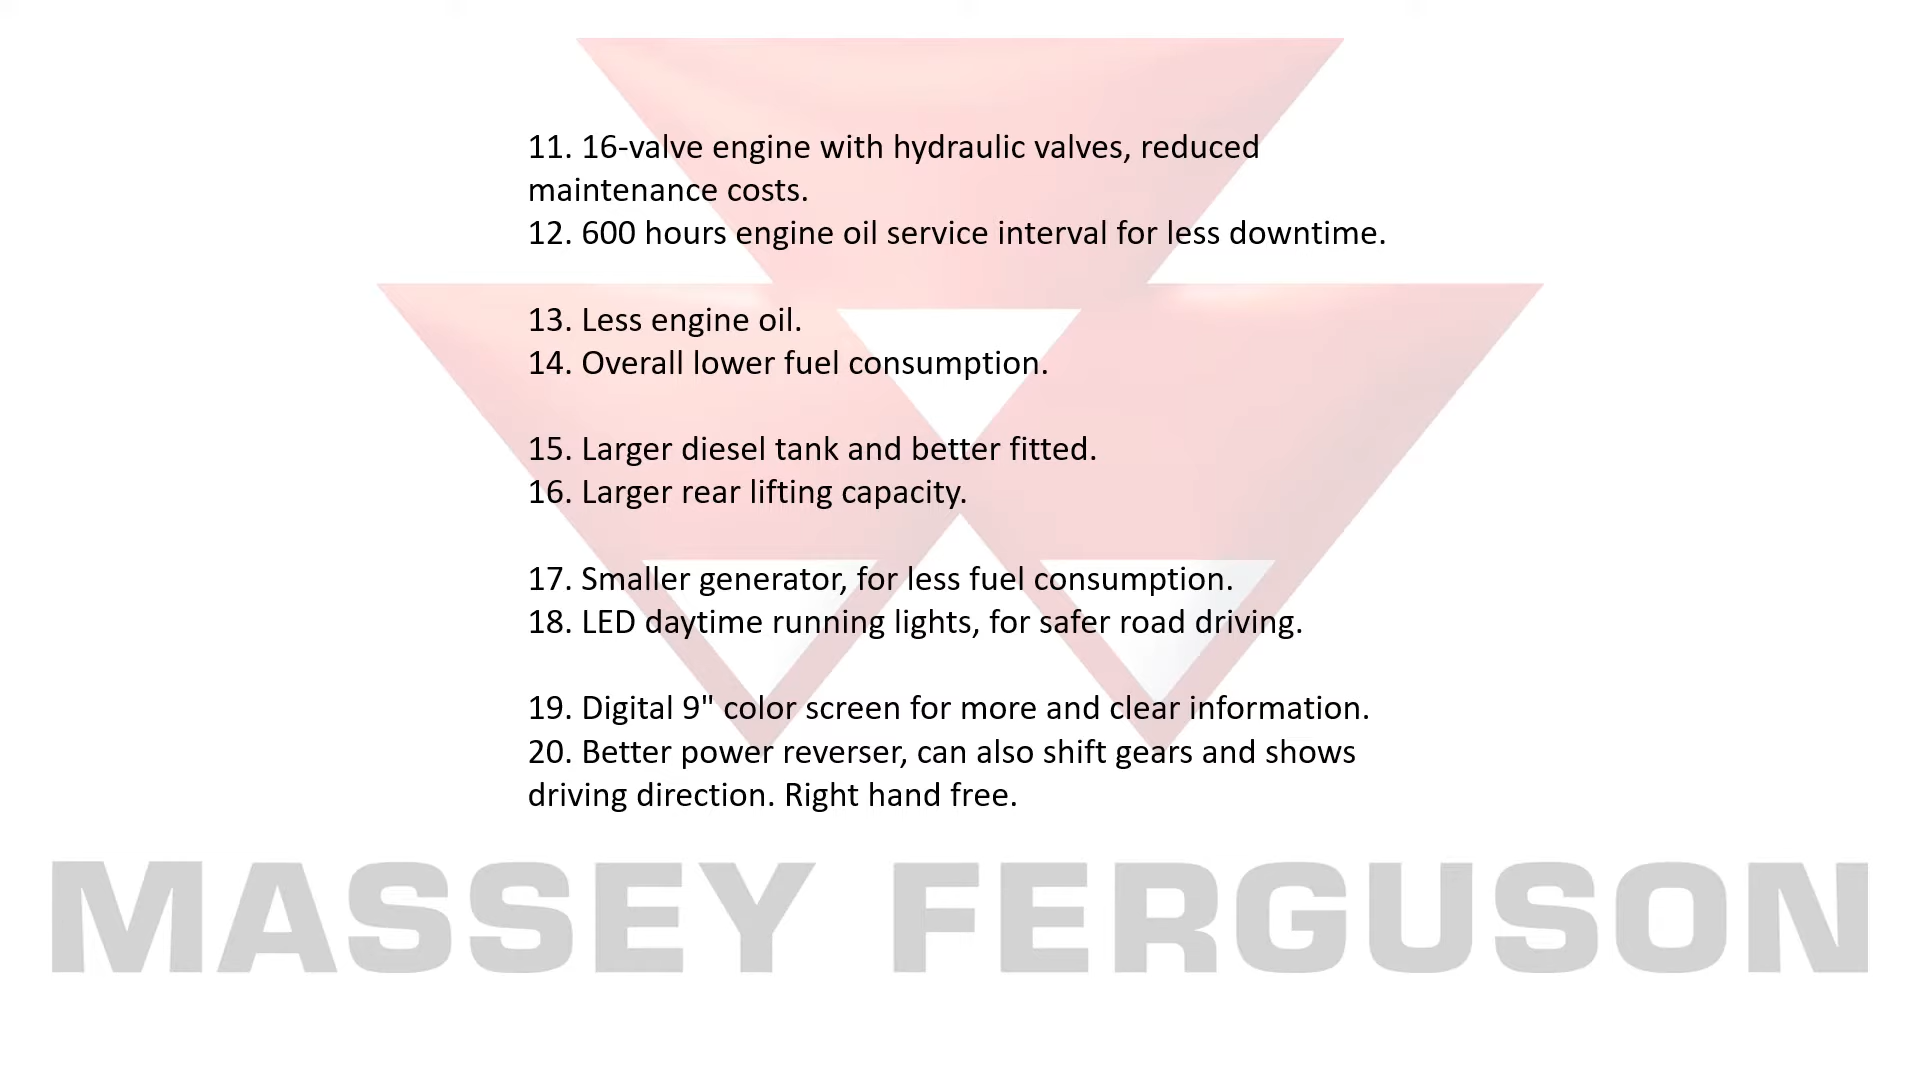 11. 16-valve engine with hydraulic valves, reduced
maintenance costs.
12. 600 hours engine oil service interval for less downtime.
13. Less engine oil.
14. Overall lower fuel consumption.
15. Larger diesel tank and better fitted.
16. Larger rear lifting capacity.
17. Smaller generator, for less fuel consumption.
18. LED daytime running lights, for safer road driving.
19. Digital 9" color screen for more and clear information.
20. Better power reverser, can also shift gears and shows
driving direction. Right hand free.
MASSEY FERGUSON